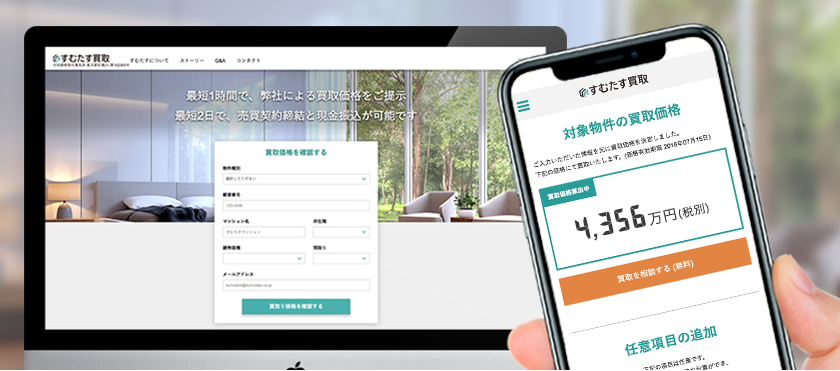 すむたす買取
すむたすについて ストーリー Q&A コンタクト
最短1時間で、弊社による買取価格をご提示
最短2日で、売買契約締結と現金振込が可能です
買取価格を確認する
物件種別
選択してください
郵便番号
マンション名 所在階
すむたすマンション
建物面積 間取り
メールアドレス
買取り価格を確認する
すむたす買取
対象物件の買取価格
ご入力いただいた情報を元に買取価格を決定しました。
下記の価格にて買取いたします。(価格有効期限 2018年07月15日)
買取価格算出中
4,356万円(税別)
買取を相談する (無料)
任意項目の追加
下記の項目は任意です。